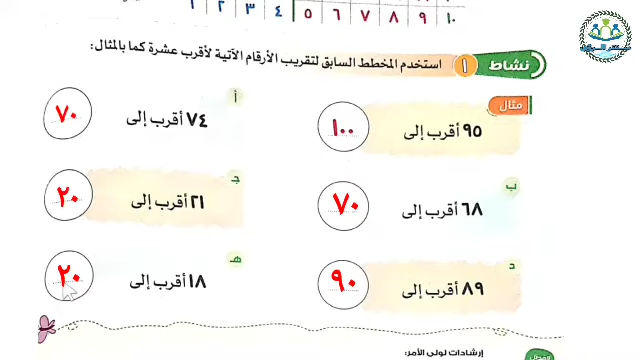 ١ ٢ ٣ ٤ ٥ ٦ ٧ ٨ ٩ ١٠
نشاط ١ استخدم المخطط السابق لتقريب الأرقام الآتية لأقرب عشرة كما بالمثال:
مثال
٩٥ أقرب إلى ١٠٠
أ ٧٤ أقرب إلى ٧٠
ب ٦٨ أقرب إلى ٧٠
جـ ٢١ أقرب إلى ٢٠
د ٨٩ أقرب إلى ٩٠
هـ ١٨ أقرب إلى ٢٠
إرشادات لولى الأمر: